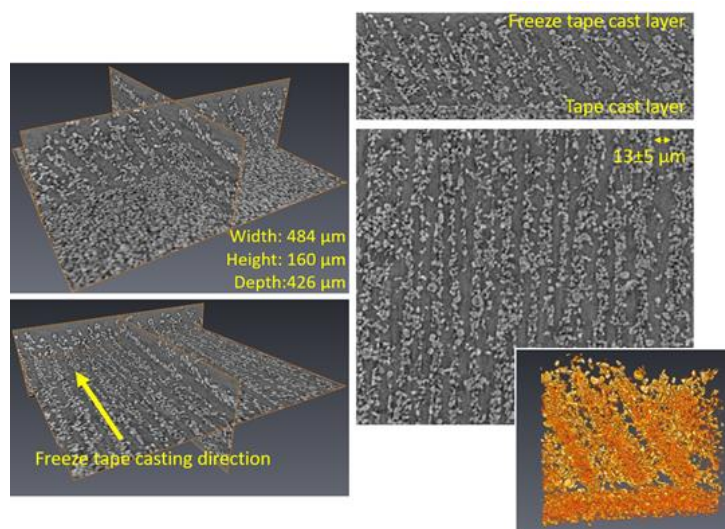 Width: 484 µm
Height: 160 µm
Depth:426 µm
Freeze tape casting direction
Freeze tape cast layer
Tape cast layer
13±5 µm